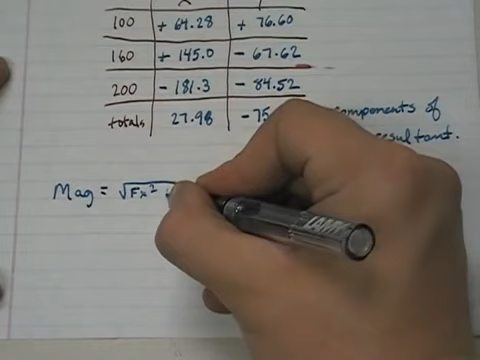 100 + 64.28 + 76.60
160 + 145.0 - 67.62
200 - 181.3 - 84.52
totals 27.98 -75 components of
resultant.
Mag = √Fx² +
LAMY